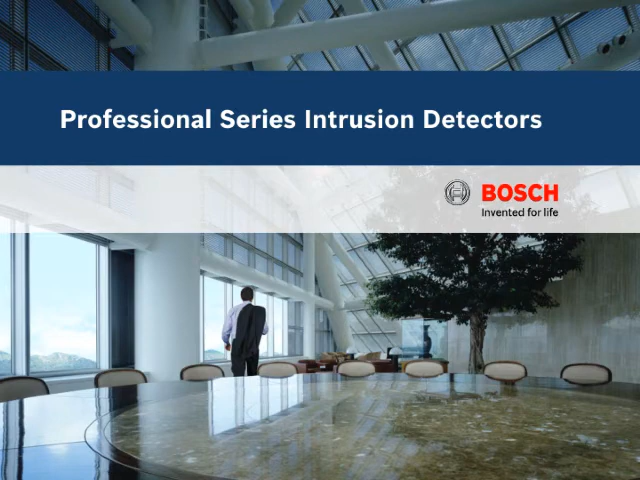 Professional Series Intrusion Detectors
BOSCH
Invented for life